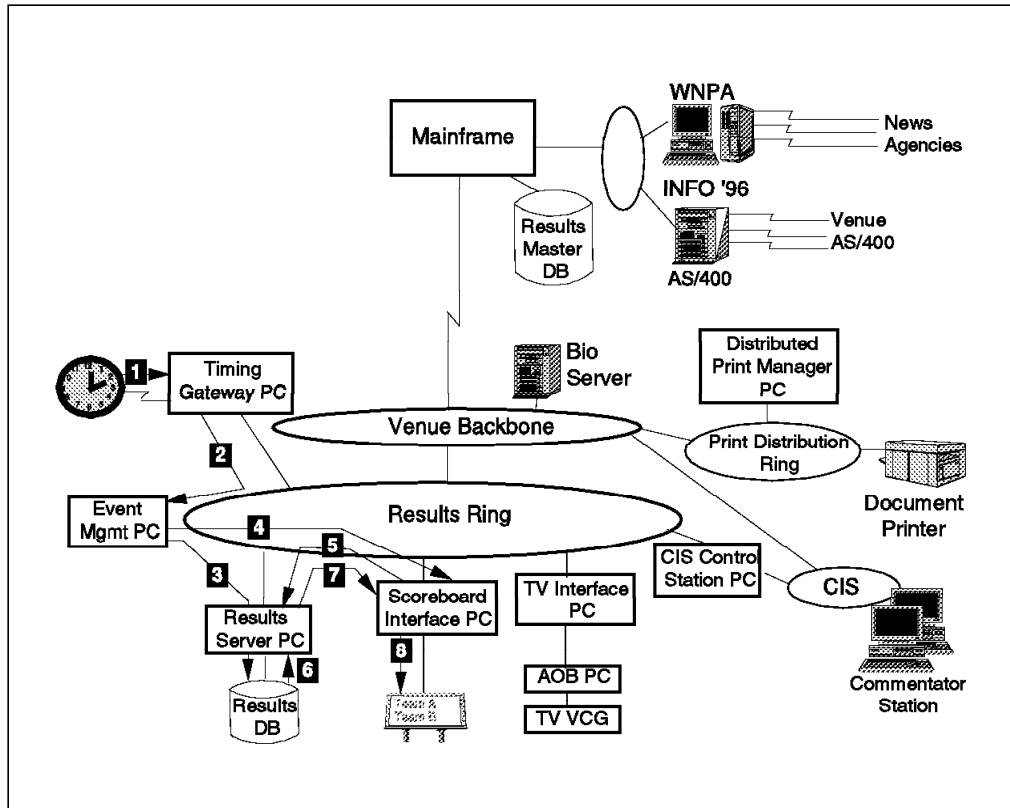 WNPA
Mainframe
News
Agencies
INFO '96
Results
Master
DB
Venue
AS/400
AS/400
Distributed
Print Manager
PC
Bio
Server
1
Timing
Gateway PC
Venue Backbone
Print Distribution
Ring
2
Document
Printer
Event
Mgmt PC
4
Results Ring
5
3
7
CIS Control
Station PC
CIS
Scoreboard
Interface PC
TV Interface
PC
Results
Server PC
8
6
Results
DB
Team A
Team B
AOB PC
TV VCG
Commentator
Station